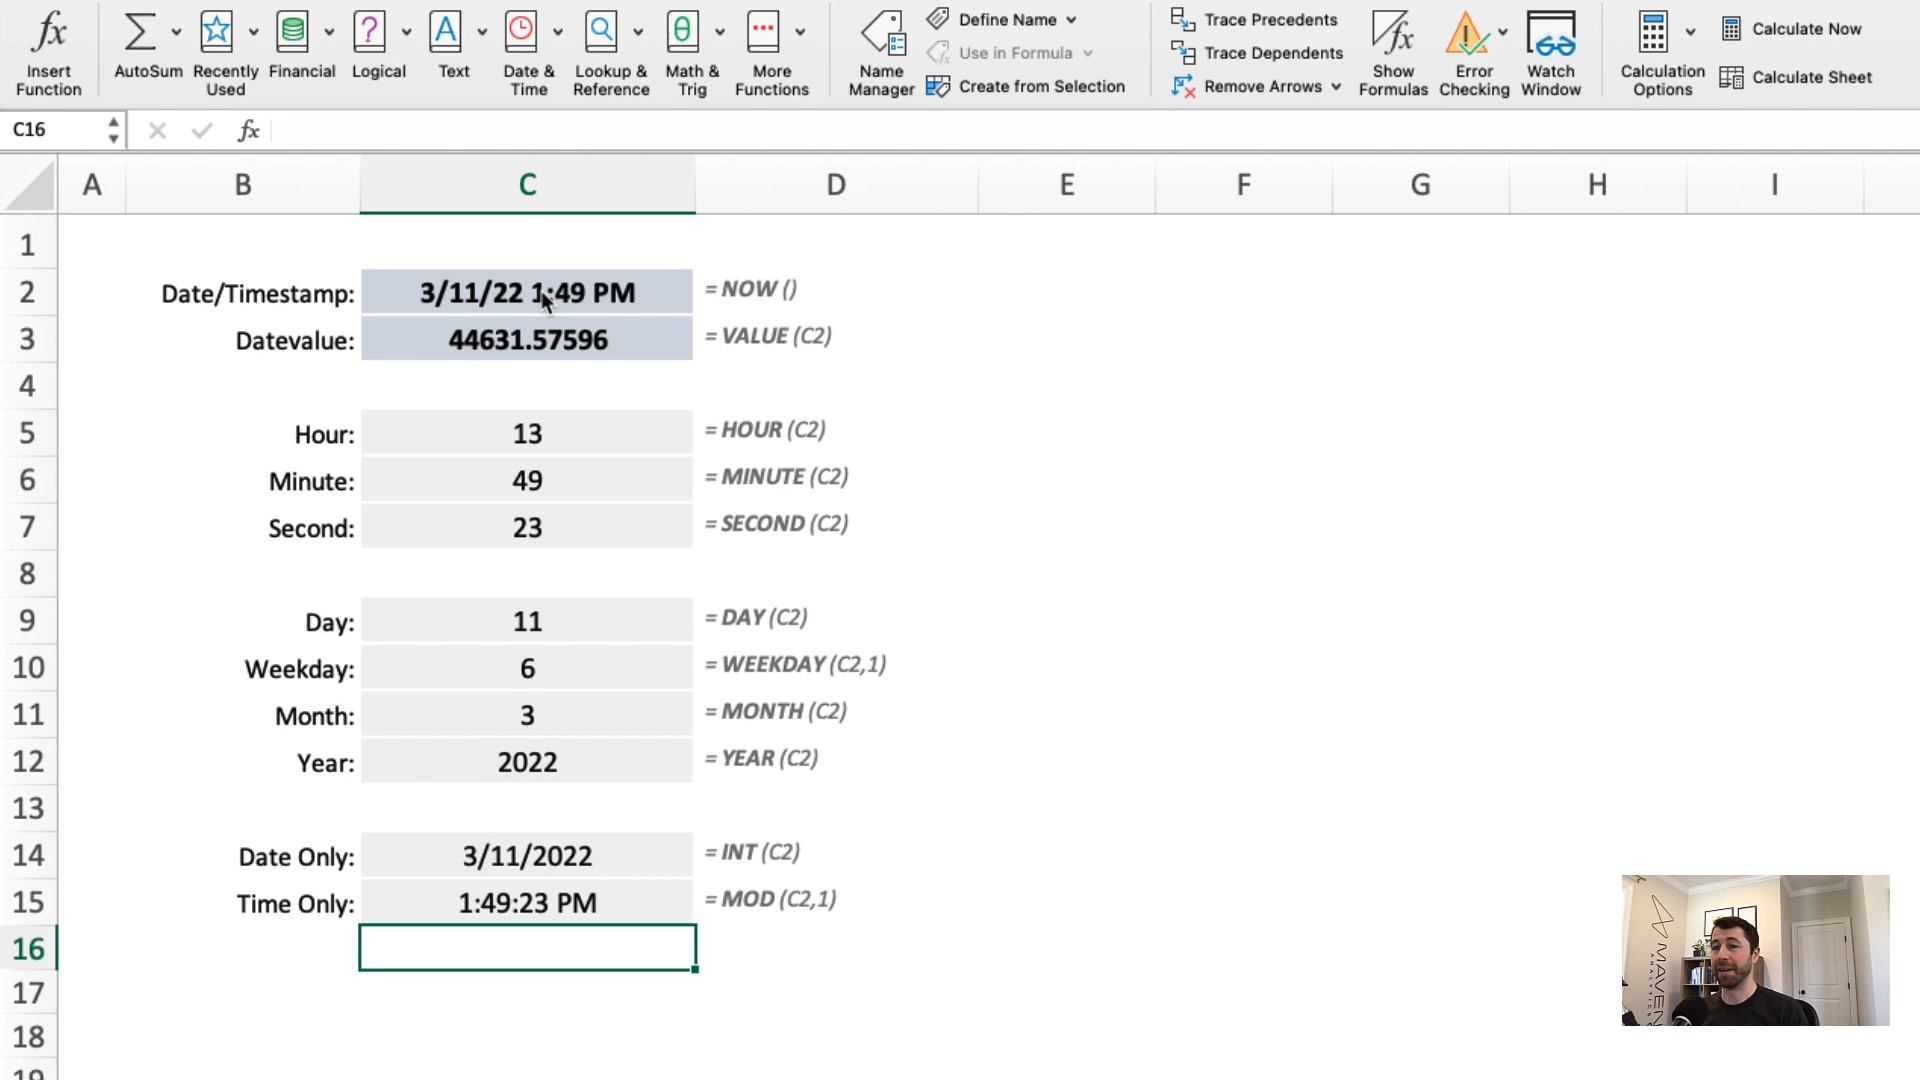 fx
Insert
Function
AutoSum
Recently
Used
Financial
Logical
Text
Date &
Time
Lookup &
Reference
Math &
Trig
More
Functions
Name
Manager
Define Name
Use in Formula
Create from Selection
Trace Precedents
Trace Dependents
Remove Arrows
Show
Formulas
Error
Checking
Watch
Window
Calculation
Options
Calculate Now
Calculate Sheet
C16
fx
A B C D E F G H I
1
2 Date/Timestamp: 3/11/22 1:49 PM = NOW ()
3 Datevalue: 44631.57596 = VALUE (C2)
4
5 Hour: 13 = HOUR (C2)
6 Minute: 49 = MINUTE (C2)
7 Second: 23 = SECOND (C2)
8
9 Day: 11 = DAY (C2)
10 Weekday: 6 = WEEKDAY (C2,1)
11 Month: 3 = MONTH (C2)
12 Year: 2022 = YEAR (C2)
13
14 Date Only: 3/11/2022 = INT (C2)
15 Time Only: 1:49:23 PM = MOD (C2,1)
16
17
18
19
MAVEN
ANALYTICS